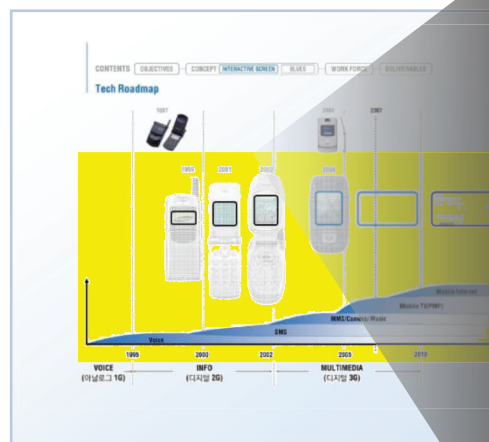 CONTENTS OBJECTIVES CONCEPT INTERACTIVE SCREEN BLUES WORK FORCE DELIVERABLES
Tech Roadmap
1997 2004 2007
1999 2001 2002 2004
Mobile Internet
Mobile TV(PMP)
MMS/Camera/Music
SMS
Voice
1995 2000 2002 2005 2010
VOICE INFO MULTIMEDIA
(아날로그 1G) (디지털 2G) (디지털 3G)